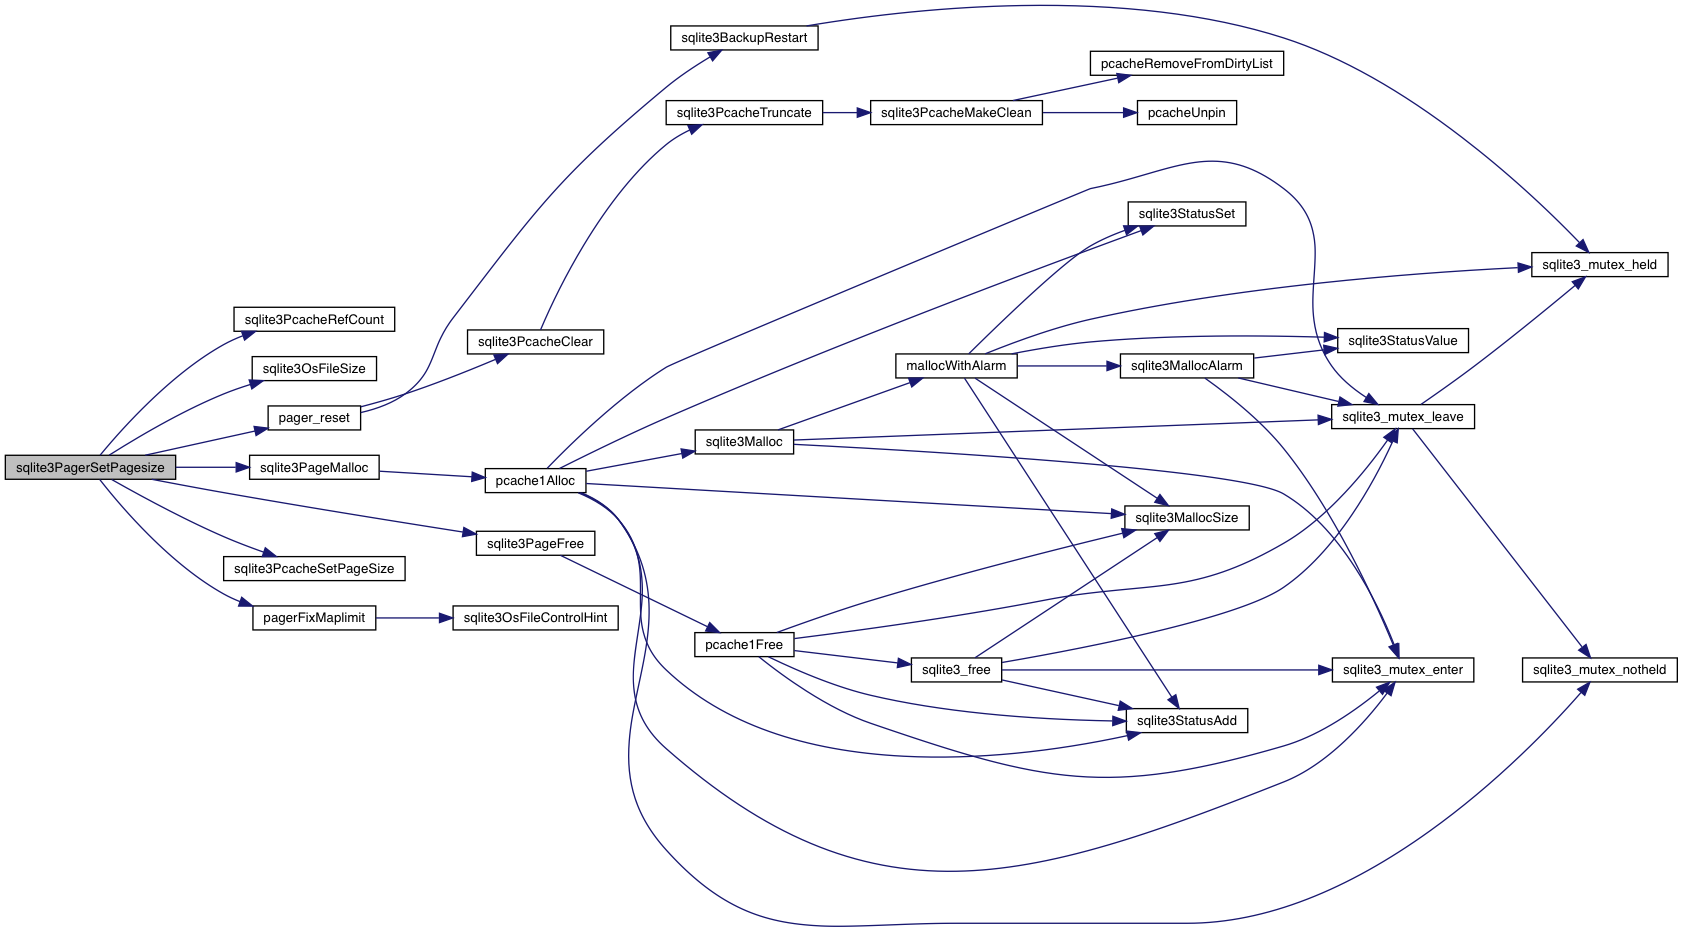 sqlite3BackupRestart
pcacheRemoveFromDirtyList
sqlite3PcacheTruncate
sqlite3PcacheMakeClean
pcacheUnpin
sqlite3StatusSet
sqlite3_mutex_held
sqlite3PcacheRefCount
sqlite3PcacheClear
sqlite3StatusValue
sqlite3OsFileSize
mallocWithAlarm
sqlite3MallocAlarm
pager_reset
sqlite3_mutex_leave
sqlite3Malloc
sqlite3PagerSetPagesize
sqlite3PageMalloc
pcache1Alloc
sqlite3MallocSize
sqlite3PageFree
sqlite3PcacheSetPageSize
pagerFixMaplimit
sqlite3OsFileControlHint
pcache1Free
sqlite3_free
sqlite3_mutex_enter
sqlite3_mutex_notheld
sqlite3StatusAdd